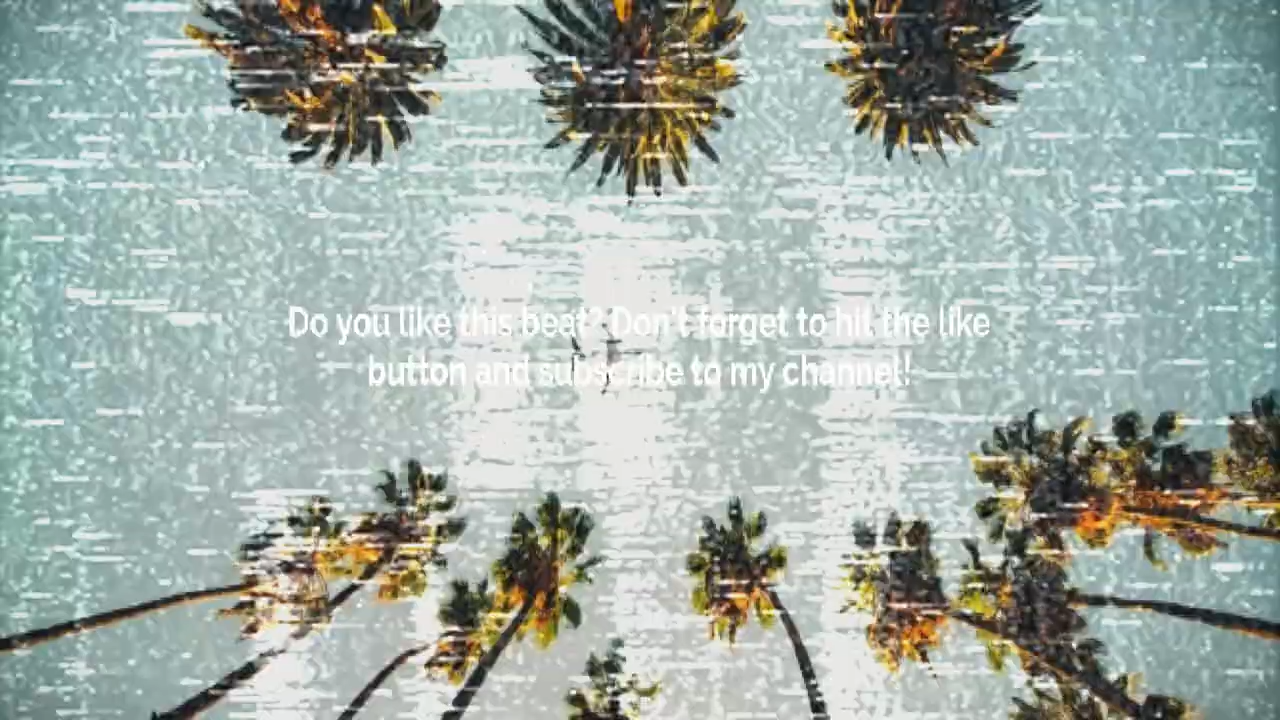 Do you like this beat? Don't forget to hit the like
button and subscribe to my channel!